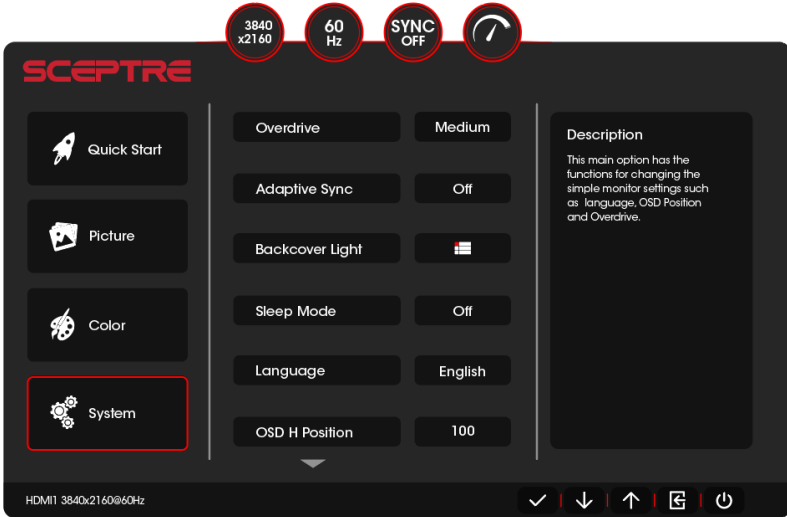 3840
x2160
60
Hz
SYNC
OFF
SCEPTRE
Quick Start
Picture
Color
System
Overdrive
Medium
Adaptive Sync
Off
Backcover Light
Sleep Mode
Off
Language
English
OSD H Position
100
Description
This main option has the
functions for changing the
simple monitor settings such
as language, OSD Position
and Overdrive.
HDMI1 3840x2160@60Hz